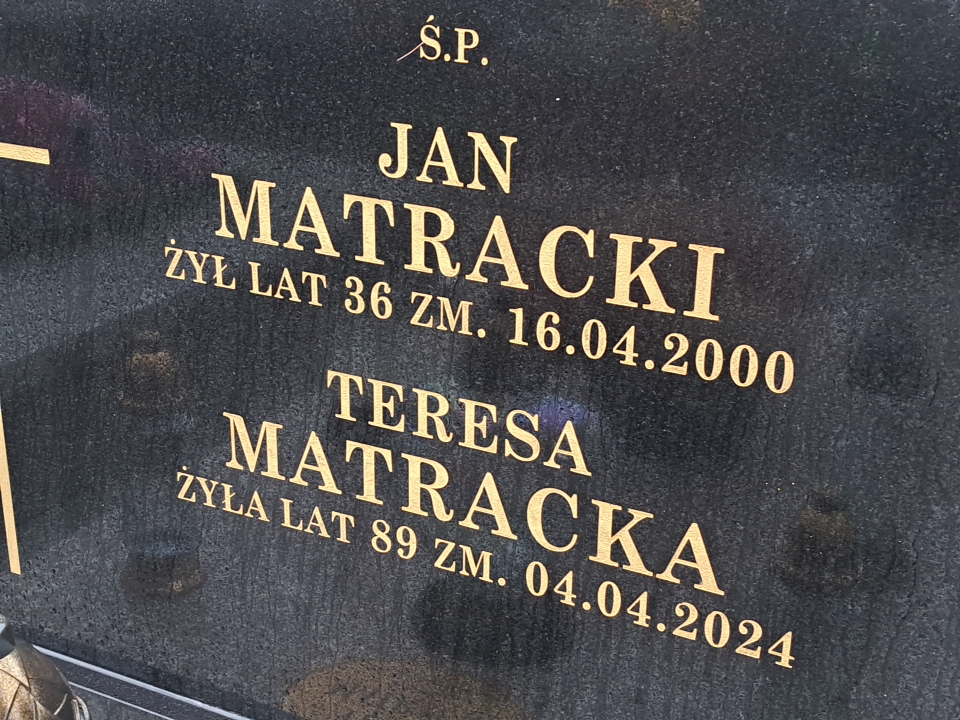 Ś.P.
JAN
MATRACKI
ŻYŁ LAT 36 ZM. 16.04.2000
TERESA
MATRACKA
ŻYŁA LAT 89 ZM. 04.04.2024